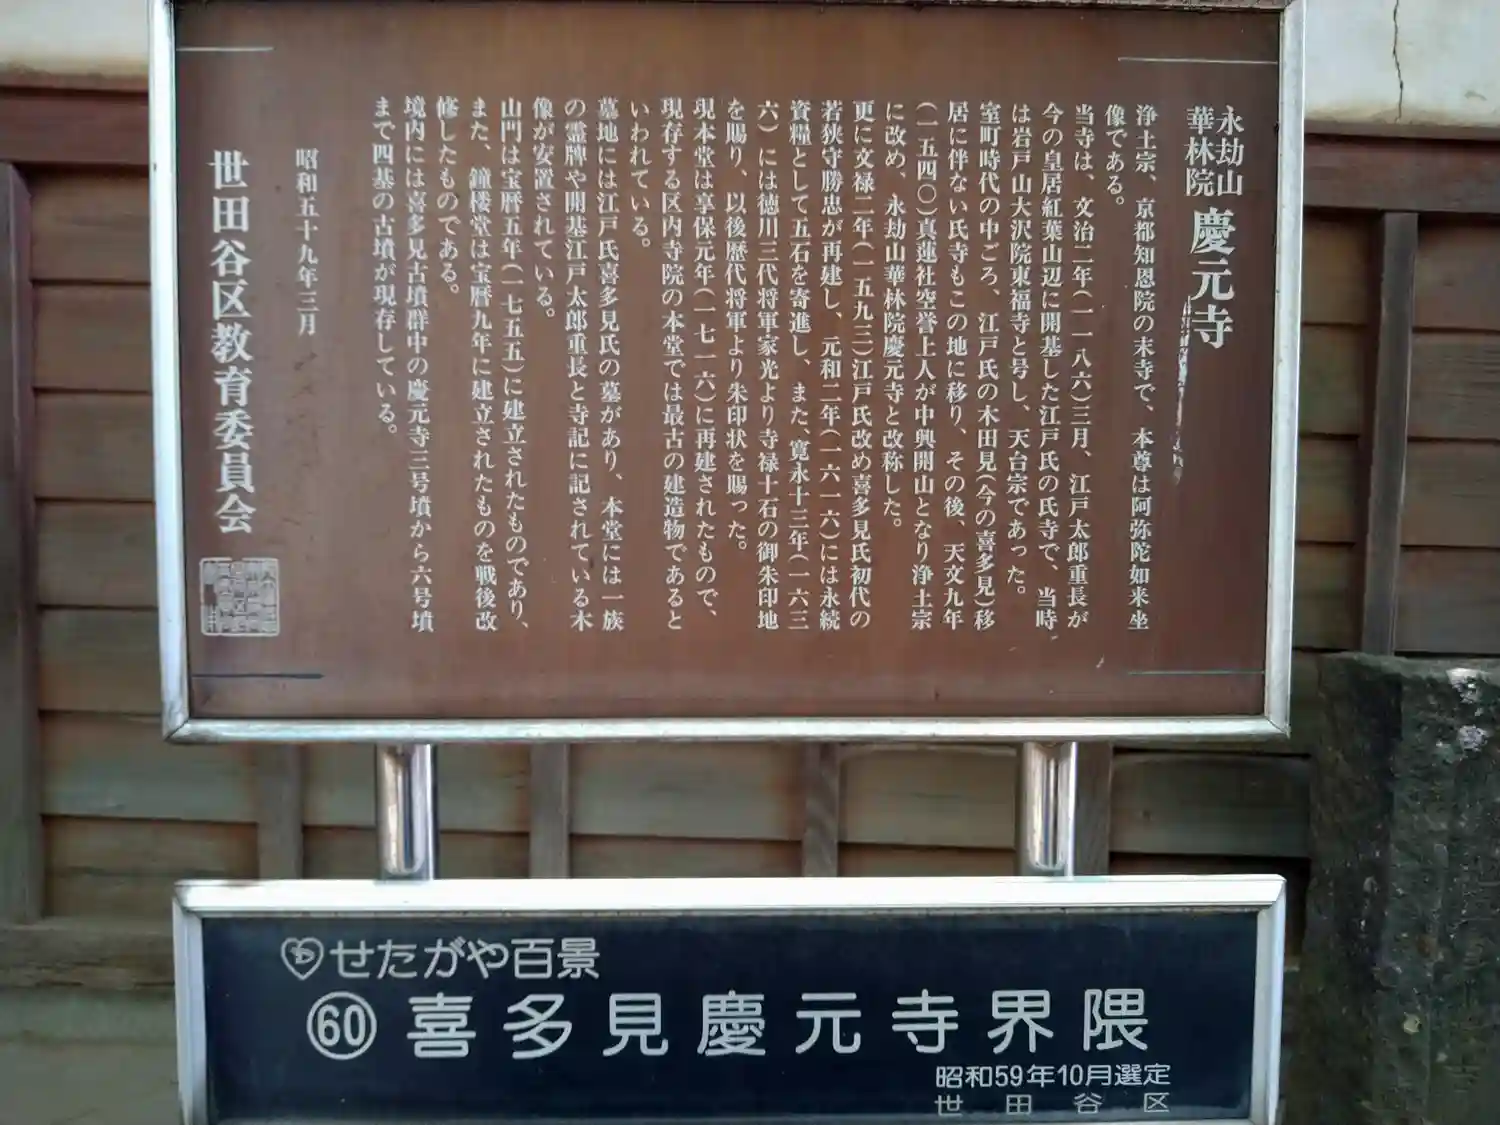 永劫山
華林院 慶元寺
浄土宗、京都知恩院の末寺で、本尊は阿弥陀如来坐
像である。
当寺は、文治二年(一一八六)三月、江戸太郎重長が
今の皇居紅葉山辺に開基した江戸氏の氏寺で、当時
は岩戸山大沢院東福寺と号し、天台宗であった。
室町時代の中ごろ、江戸氏の木田見(今の喜多見)移
居に伴ない氏寺もこの地に移り、その後、天文九年
(一五四〇)真蓮社空誉上人が中興開山となり浄土宗
に改め、永劫山華林院慶元寺と改称した。
更に文禄二年(一五九三)江戸氏改め喜多見氏初代の
若狭守勝忠が再建し、元和二年(一六一六)には永続
資糧として五石を寄進し、また、寛永十三年(一六三
六)には徳川三代将軍家光より寺禄十石の御朱印地
を賜り、以後歴代将軍より朱印状を賜った。
現本堂は享保元年(一七一六)に再建されたもので、
現存する区内寺院の本堂では最古の建造物であると
いわれている。
墓地には江戸氏喜多見氏の墓があり、本堂には一族
の霊牌や開基江戸太郎重長と寺記に記されている木
像が安置されている。
山門は宝暦五年(一七五五)に建立されたものであり、
また、鐘楼堂は宝暦九年に建立されたものを戦後改
修したものである。
境内には喜多見古墳群中の慶元寺三号墳から六号墳
まで四基の古墳が現存している。
昭和五十九年三月
世田谷区教育委員会
せたがや百景
60 喜多見慶元寺界隈
昭和59年10月選定
世田谷区